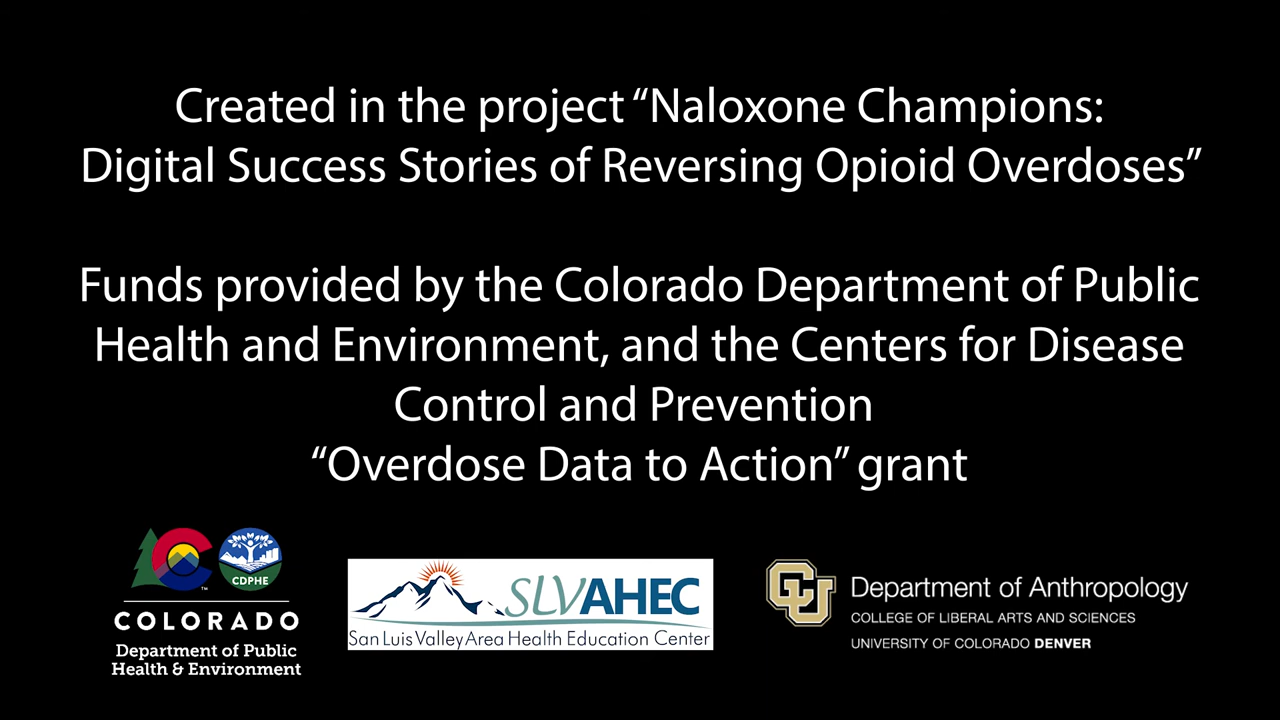 Created in the project “Naloxone Champions:
Digital Success Stories of Reversing Opioid Overdoses”
Funds provided by the Colorado Department of Public
Health and Environment, and the Centers for Disease
Control and Prevention
“Overdose Data to Action” grant
CDPHE
COLORADO
Department of Public
Health & Environment
SLVAHEC
San Luis Valley Area Health Education Center
CU
Department of Anthropology
COLLEGE OF LIBERAL ARTS AND SCIENCES
UNIVERSITY OF COLORADO DENVER